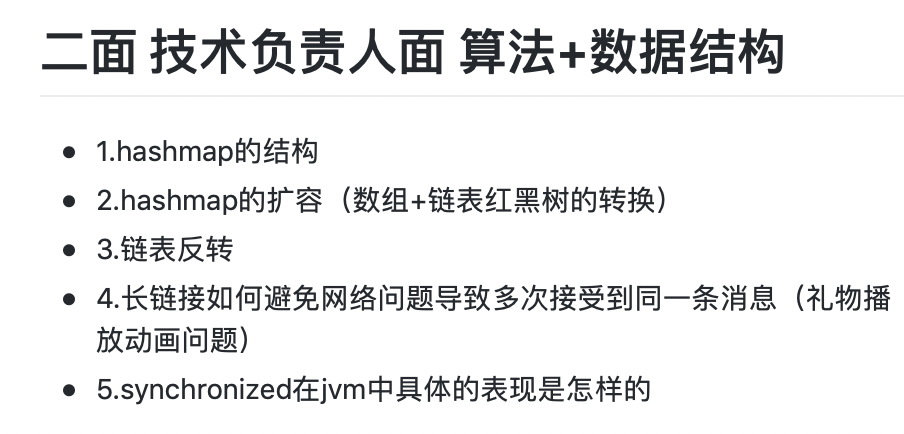 二面 技术负责人面 算法+数据结构
1.hashmap的结构
2.hashmap的扩容（数组+链表红黑树的转换）
3.链表反转
4.长链接如何避免网络问题导致多次接受到同一条消息（礼物播
放动画问题）
5.synchronized在jvm中具体的表现是怎样的